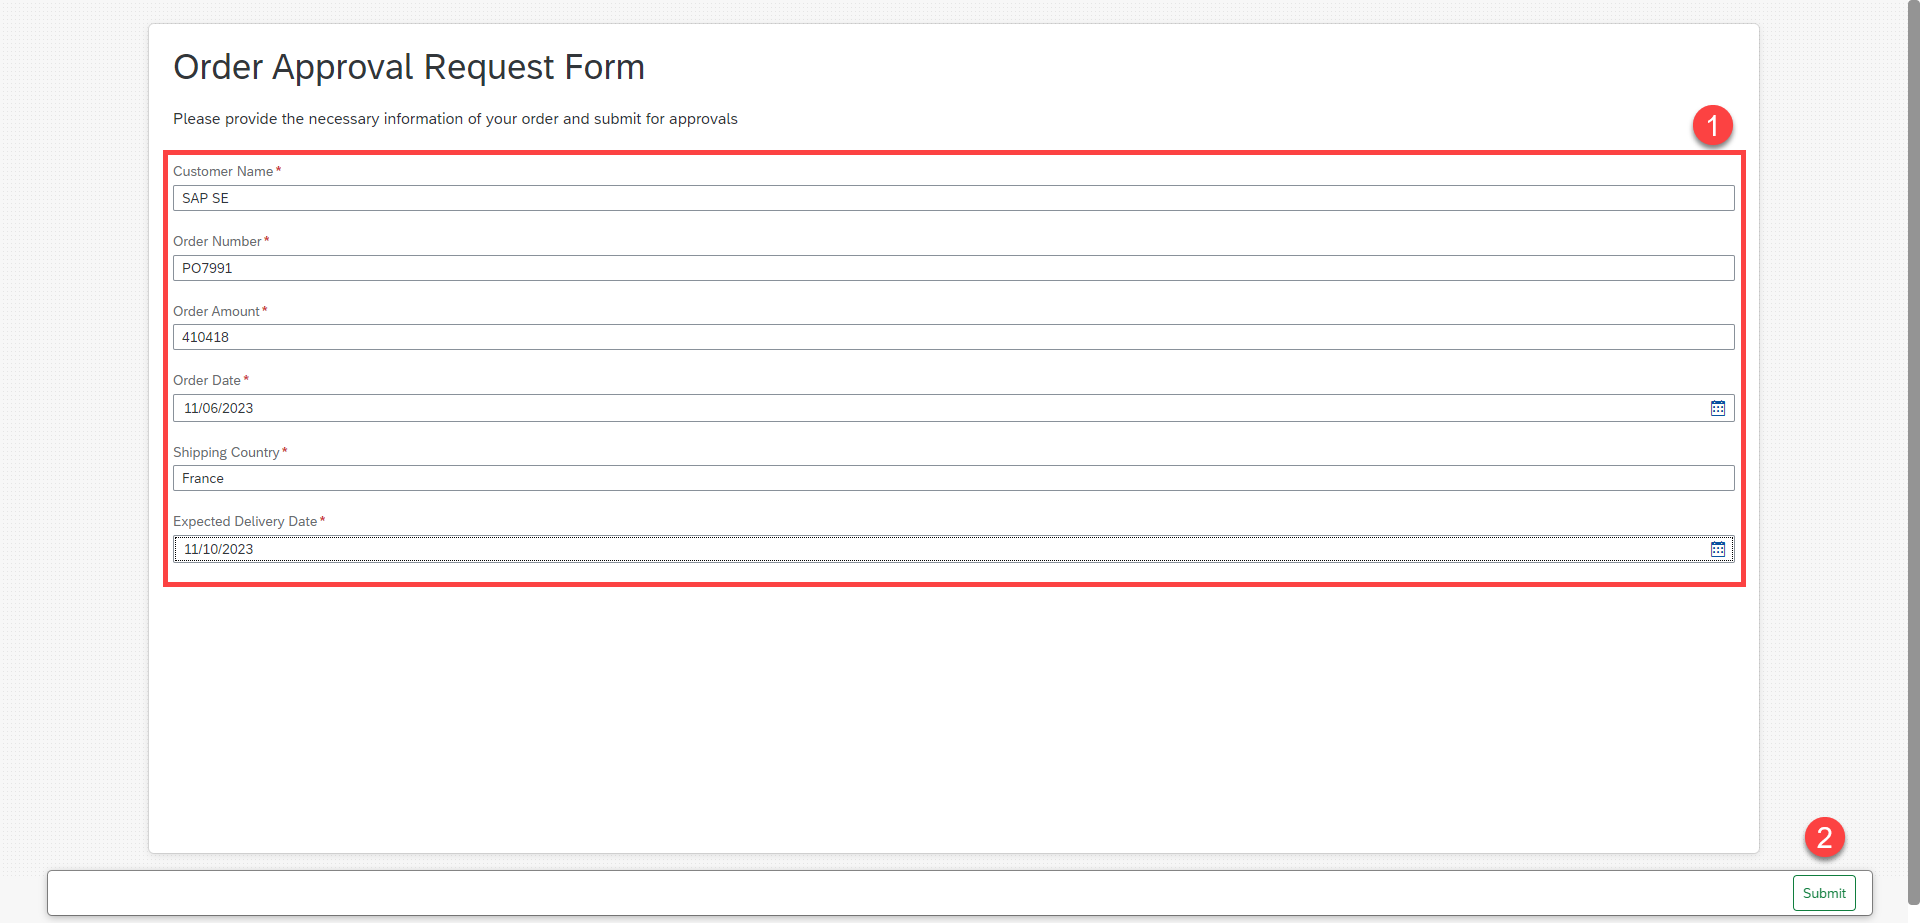 Order Approval Request Form
Please provide the necessary information of your order and submit for approvals
1
Customer Name*
SAP SE
Order Number*
PO7991
Order Amount*
410418
Order Date*
11/06/2023
Shipping Country*
France
Expected Delivery Date*
11/10/2023
2
Submit